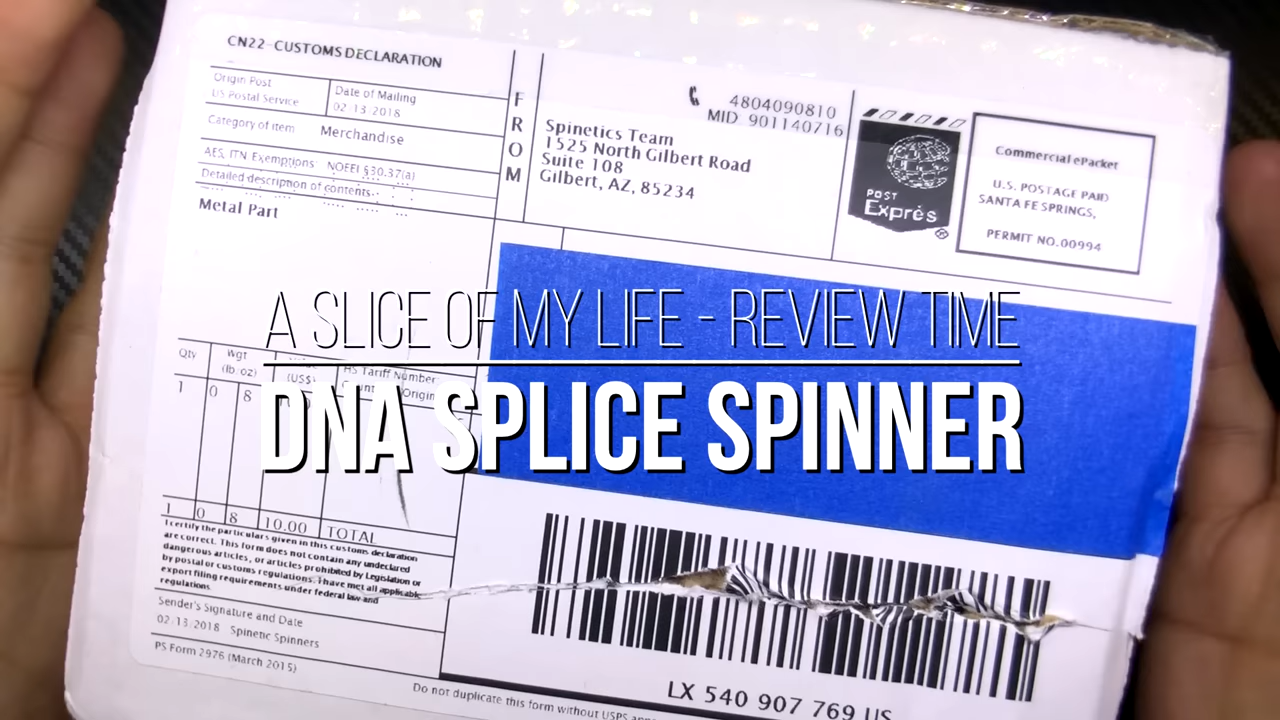 CN22-CUSTOMS DECLARATION
Origin Post
US Postal Service
Date of Mailing
02-13-2018
Category of item Merchandise
AES, ITN, Exemptions: NOEEI §30.37(a)
Detailed description of contents:
Metal Part
FROM
Spinetics Team
1525 North Gilbert Road
Suite 108
Gilbert, AZ, 85234
4804090810
MID 901140716
POST
Exprés
®
Commercial ePacket
U.S. POSTAGE PAID
SANTA FE SPRINGS,
PERMIT NO.00994
A SLICE OF MY LIFE - REVIEW TIME
DNA SPLICE SPINNER
Qty
Wgt
(lb oz)
(US$)
HS Tariff Number
Origin
1 0 8
1 0 8 10.00 TOTAL
I certify the particulars given in this customs declaration
are correct. This form does not contain any undeclared
dangerous articles, or articles prohibited by Legislation or
by postal or customs regulations. I have met all applicable
export filing requirements under federal law and
regulations.
Sender's Signature and Date
02-13-2018 Spinetic Spinners
PS Form 2976 (March 2015)
Do not duplicate this form without USPS
LX 540 907 769 US